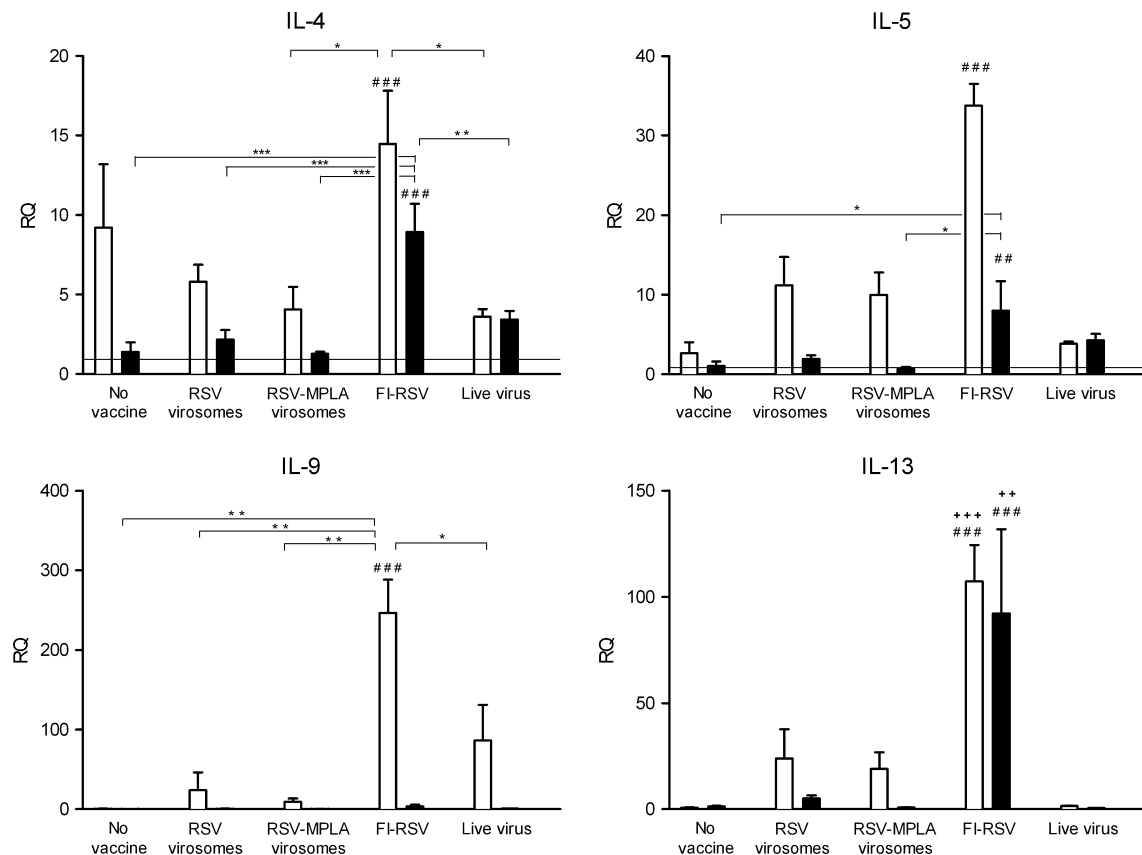 IL-4
RQ
20
15
10
5
0
*
*
###
***
***
***
**
###
No vaccine
RSV virosomes
RSV-MPLA virosomes
FI-RSV
Live virus
IL-5
RQ
40
30
20
10
0
###
*
*
##
No vaccine
RSV virosomes
RSV-MPLA virosomes
FI-RSV
Live virus
IL-9
RQ
400
300
200
100
0
**
**
**
*
###
No vaccine
RSV virosomes
RSV-MPLA virosomes
FI-RSV
Live virus
IL-13
RQ
150
100
50
0
+++
###
++
###
No vaccine
RSV virosomes
RSV-MPLA virosomes
FI-RSV
Live virus